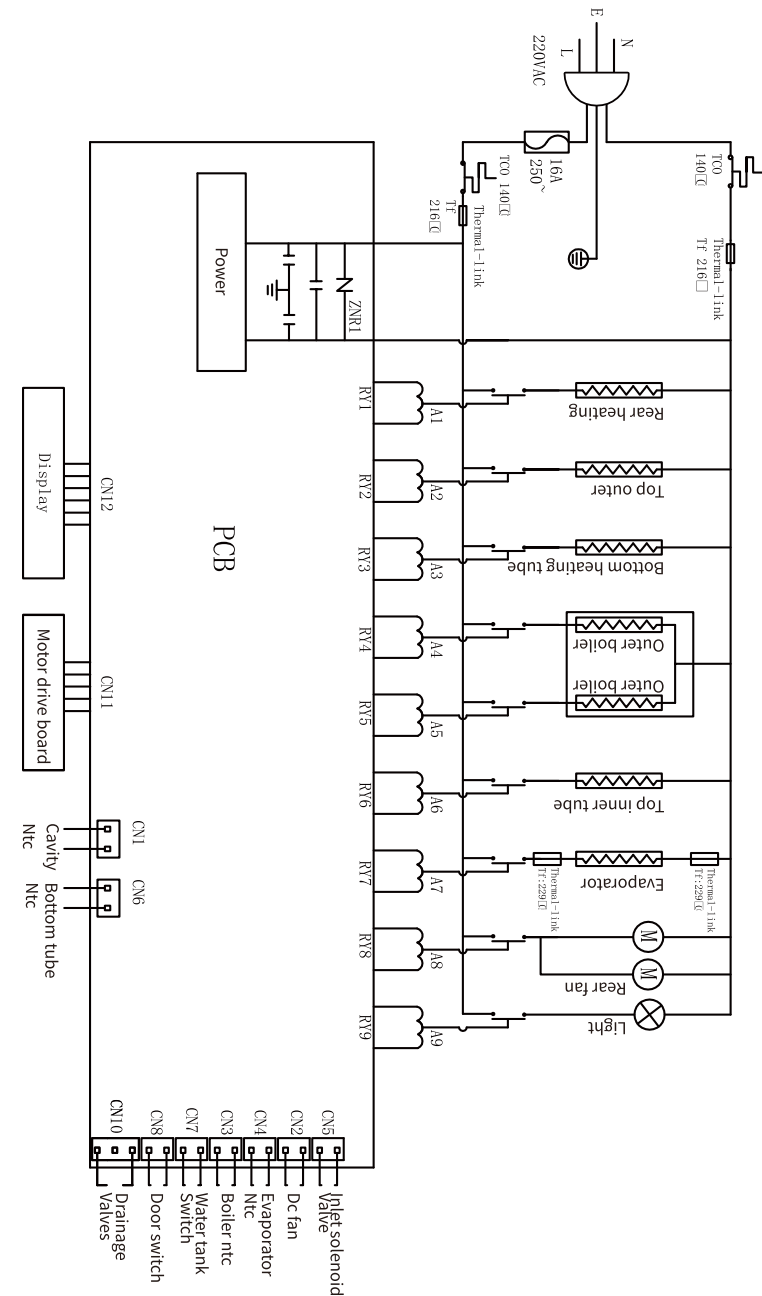 E
N
L
220VAC
16A
250~
TCO 140℃
TCO
140℃
Thermal-link
Tf
216℃
Thermal-link
Tf 216□
Power
ZNR1
RY1
A1
Rear heating
RY2
A2
Top outer
Display
CN12
PCB
RY3
A3
Bottom heating tube
RY4
A4
Outer boiler
Outer boiler
RY5
A5
Motor drive board
CN11
RY6
A6
Top inner tube
RY7
A7
Evaporator
Thermal-link
Tf:229℃
Thermal-link
Tf:229℃
CN1
Cavity
Ntc
CN6
Bottom tube
Ntc
RY8
A8
M
M
Rear fan
RY9
A9
Light
CN5
Inlet solenoid
Valve
CN2
Dc fan
CN4
Evaporator
Ntc
CN3
Boiler ntc
CN7
Water tank
Switch
CN8
Door switch
CN10
Drainage
Valves